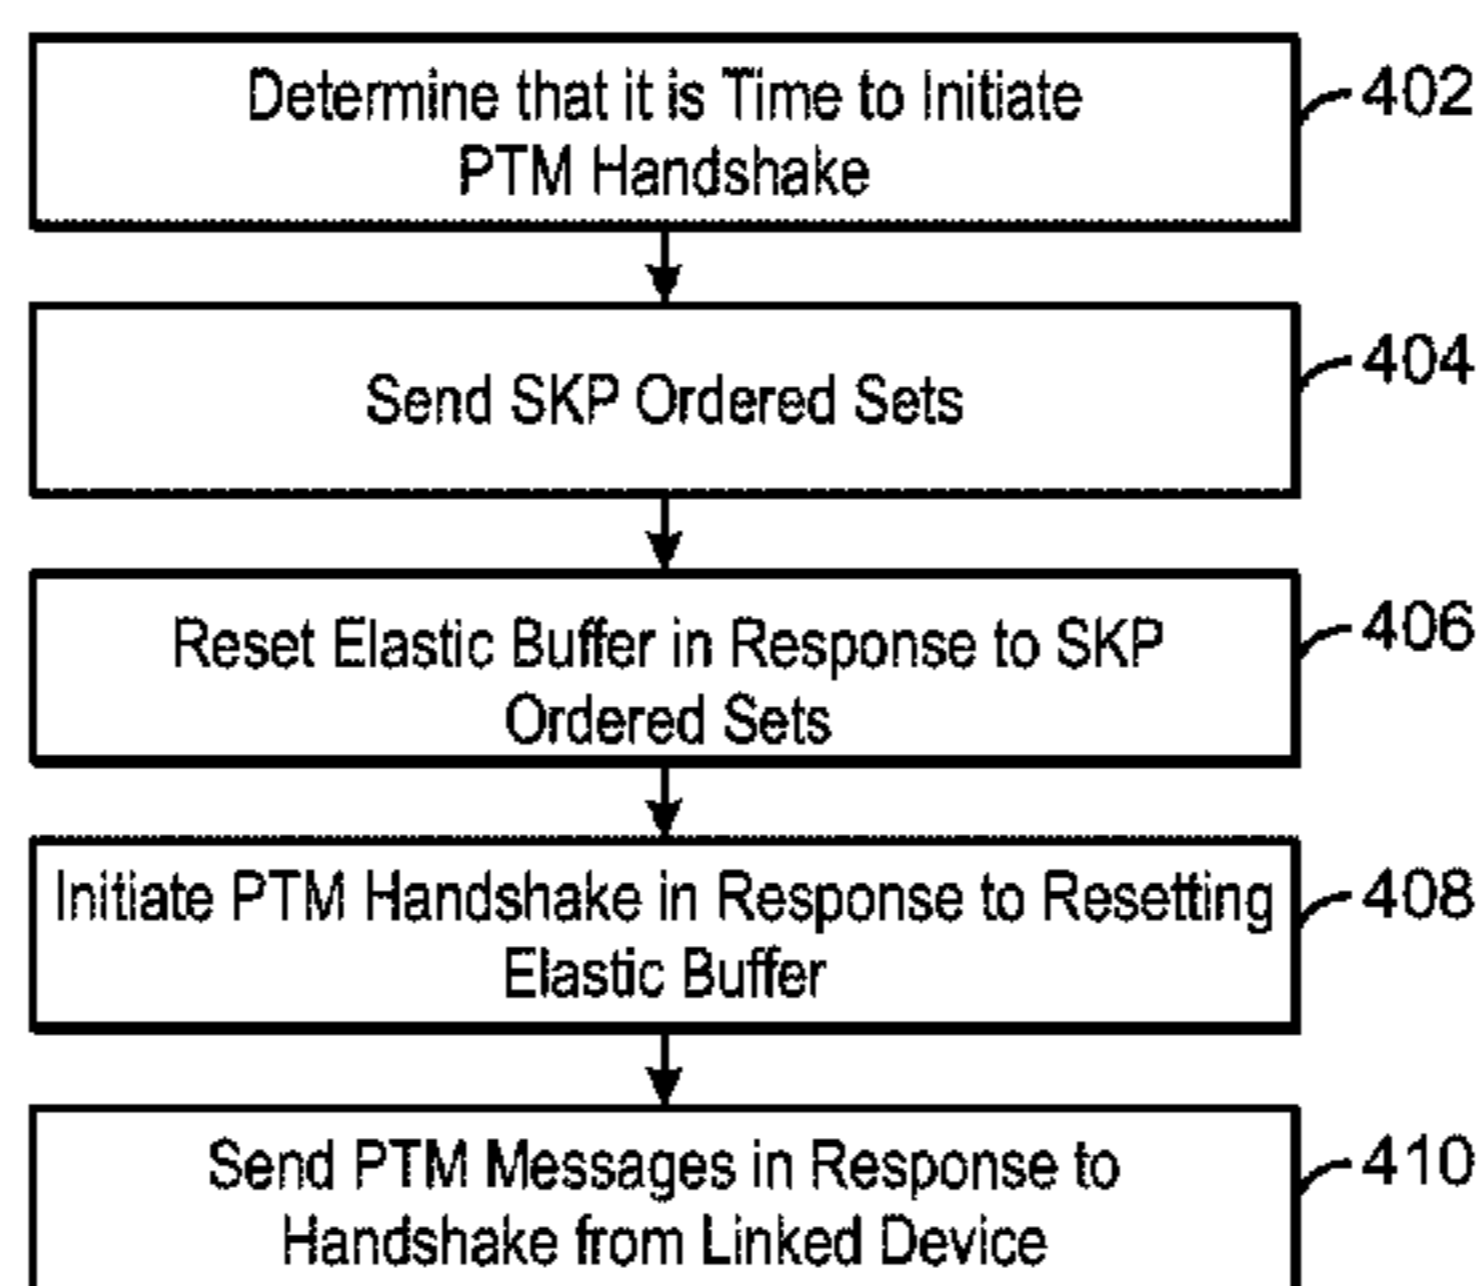 Determine that it is Time to Initiate
PTM Handshake
402
Send SKP Ordered Sets
404
Reset Elastic Buffer in Response to SKP
Ordered Sets
406
Initiate PTM Handshake in Response to Resetting
Elastic Buffer
408
Send PTM Messages in Response to
Handshake from Linked Device
410